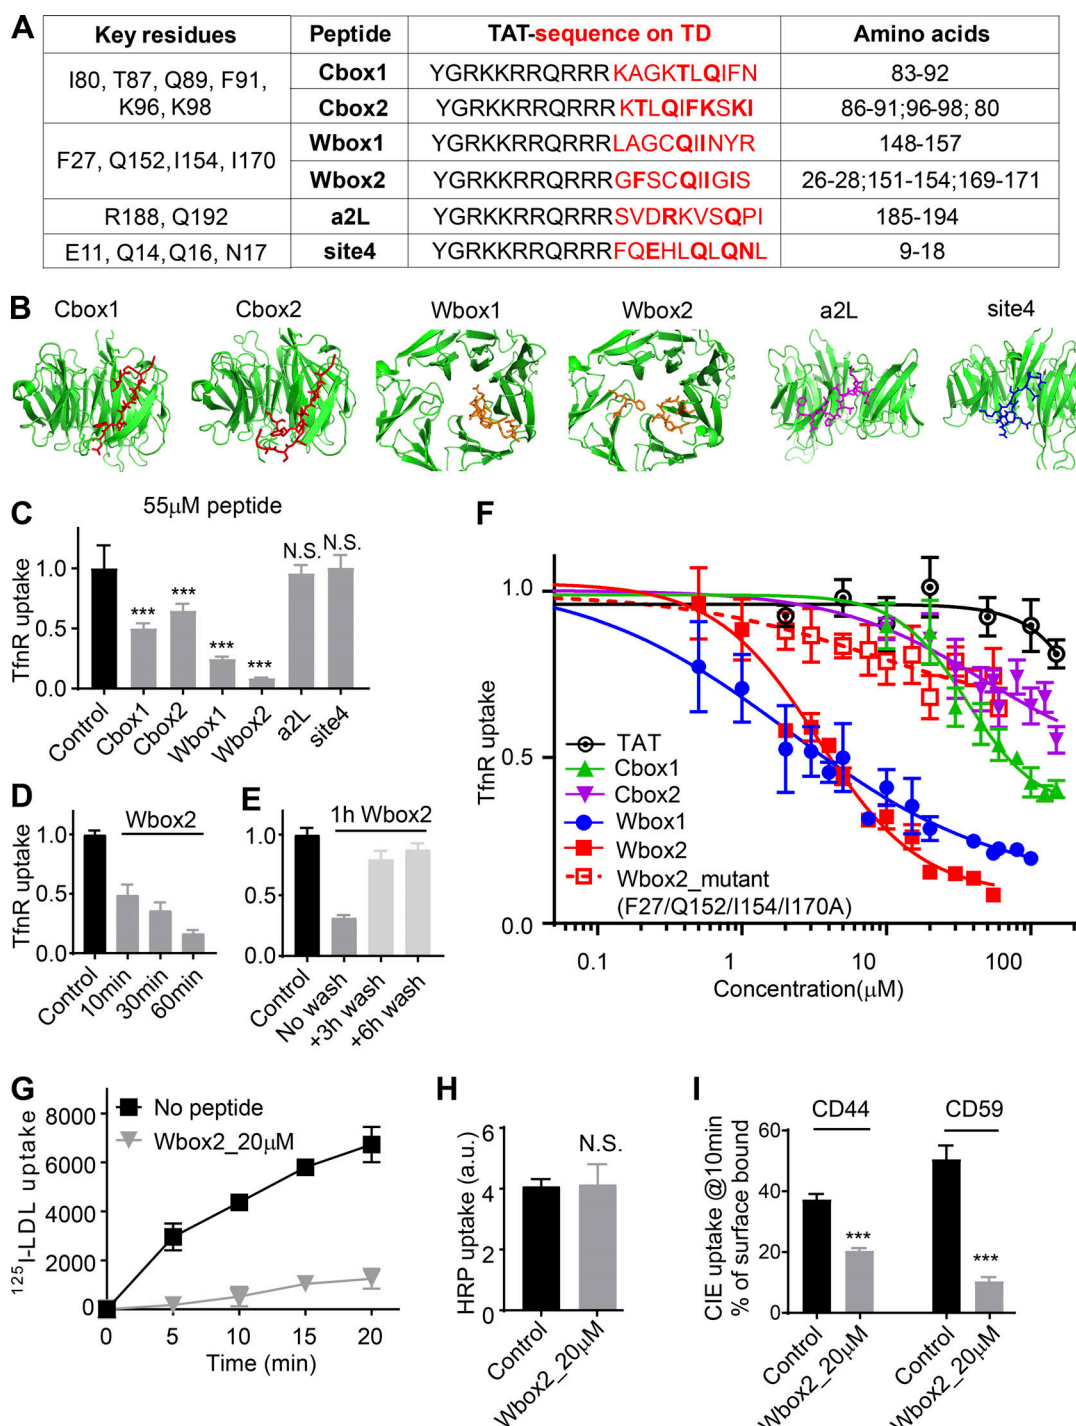 A
Key residues Peptide TAT-sequence on TD Amino acids
I80, T87, Q89, F91, K96, K98
Cbox1 YGRKKRRQRRRKAGKTLQIFN 83-92
Cbox2 YGRKKRRQRRRKTLQIFKSKI 86-91;96-98; 80
F27, Q152,I154, I170
Wbox1 YGRKKRRQRRRLAGCQIINYR 148-157
Wbox2 YGRKKRRQRRRGFSCQIIGIS 26-28;151-154;169-171
R188, Q192 a2L YGRKKRRQRRRSVDRKVSQPI 185-194
E11, Q14,Q16, N17 site4 YGRKKRRQRRRFQEHLQLQNL 9-18
B
Cbox1 Cbox2 Wbox1 Wbox2 a2L site4
C
55μM peptide
TfnR uptake
1.0
0.5
0.0
*** *** *** *** N.S. N.S.
Control Cbox1 Cbox2 Wbox1 Wbox2 a2L site4
D
Wbox2
TfnR uptake
1.0
0.5
0.0
Control 10min 30min 60min
E
1h Wbox2
1.0
0.5
0.0
Control No wash +3h wash +6h wash
F
TfnR uptake
1.0
0.5
0.0
TAT
Cbox1
Cbox2
Wbox1
Wbox2
Wbox2_mutant
(F27/Q152/I154/I170A)
0.1 1 10 100
Concentration(μM)
G
125I-LDL uptake
8000
6000
4000
2000
0
No peptide
Wbox2_20μM
0 5 10 15 20
Time (min)
H
HRP uptake (a.u.)
6
4
2
0
N.S.
Control Wbox2_20μM
I
CIE uptake @10min
% of surface bound
60
40
20
0
CD44 CD59
*** ***
Control Wbox2_20μM Control Wbox2_20μM